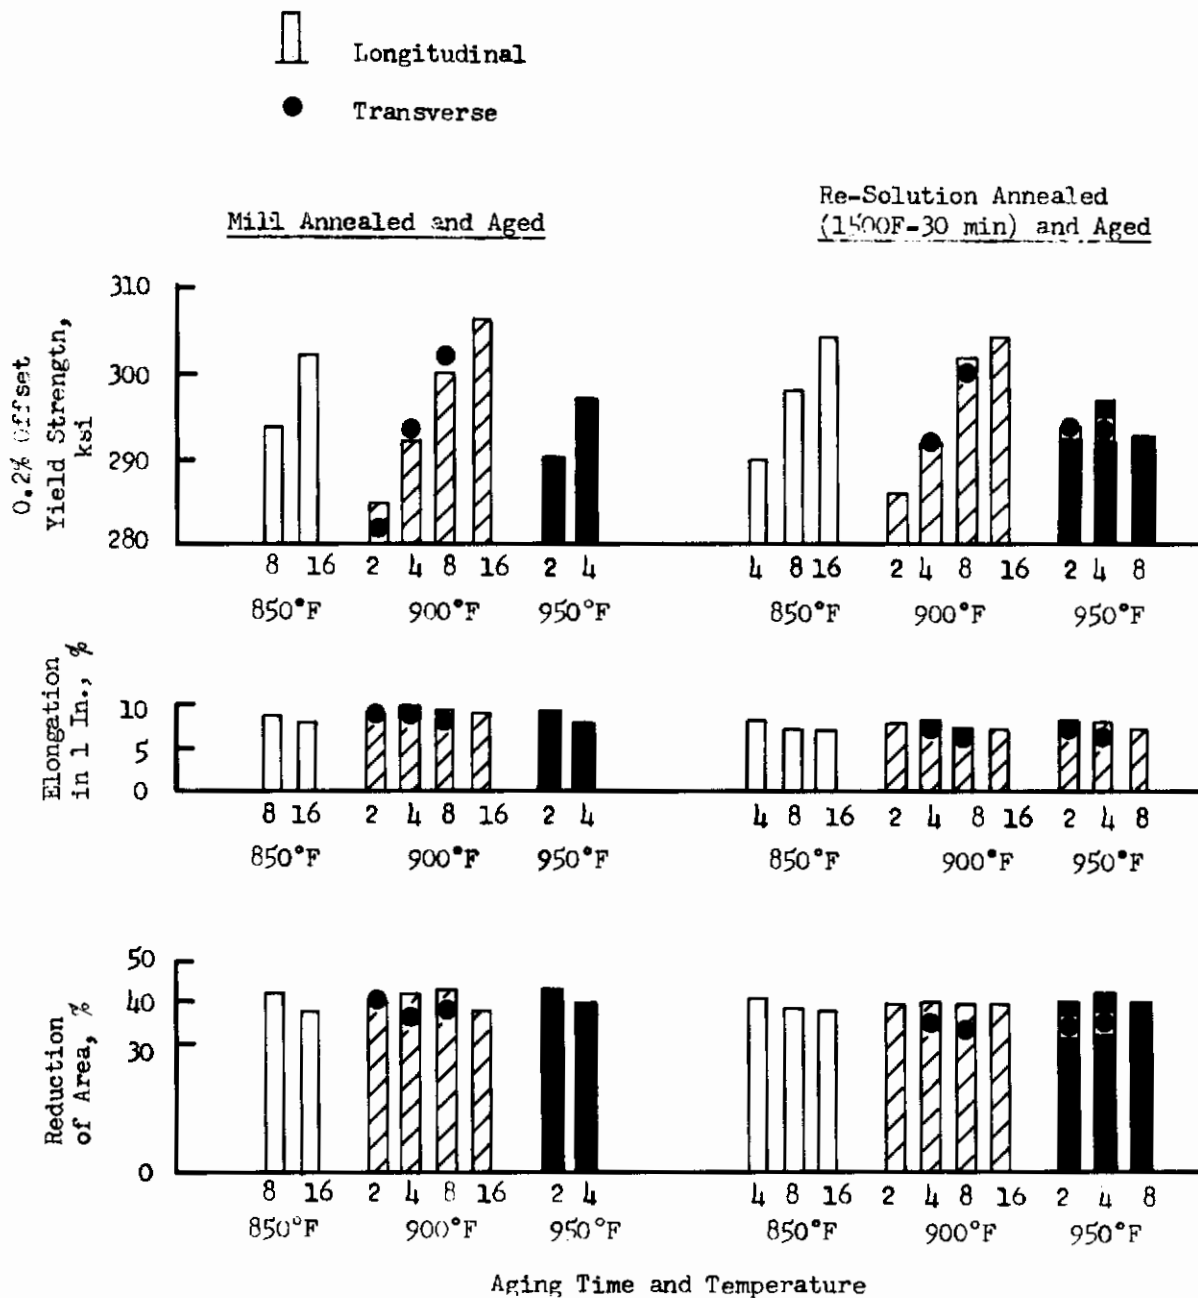 Longitudinal
Transverse
Mill Annealed and Aged
Re-Solution Annealed
(1500F-30 min) and Aged
0.2% Offset
Yield Strengtn,
ksi
310
300
290
280
8 16 2 4 8 16 2 4 4 8 16 2 4 8 16 2 4 8
850°F 900°F 950°F 850°F 900°F 950°F
Elongation
in 1 In., %
10
5
0
8 16 2 4 8 16 2 4 4 8 16 2 4 8 16 2 4 8
850°F 900°F 950°F 850°F 900°F 950°F
Reduction
of Area, %
50
40
30
0
8 16 2 4 8 16 2 4 4 8 16 2 4 8 16 2 4 8
850°F 900°F 950°F 850°F 900°F 950°F
Aging Time and Temperature